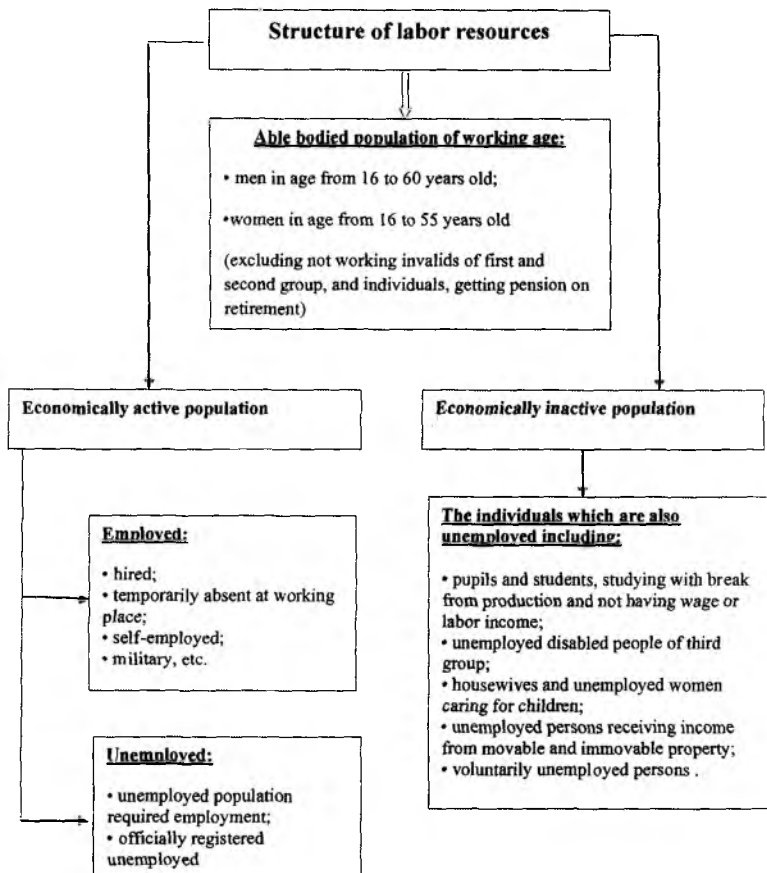 Structure of labor resources
Able bodied population of working age:
• men in age from 16 to 60 years old;
•women in age from 16 to 55 years old
(excluding not working invalids of first and
second group, and individuals, getting pension on
retirement)
Economically active population
Economically inactive population
Employed:
• hired;
• temporarily absent at working
place;
• self-employed;
• military, etc.
Unemployed:
• unemployed population
required employment;
• officially registered
unemployed
The individuals which are also
unemployed including:
• pupils and students, studying with break
from production and not having wage or
labor income;
• unemployed disabled people of third
group;
• housewives and unemployed women
caring for children;
• unemployed persons receiving income
from movable and immovable property;
• voluntarily unemployed persons .